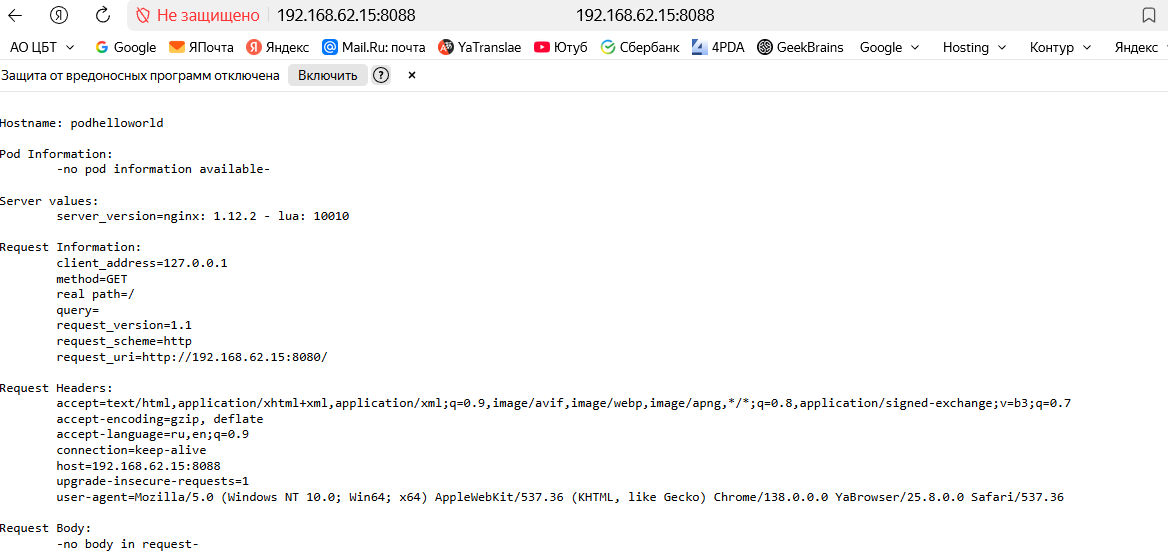 Не защищено 192.168.62.15:8088 192.168.62.15:8088
АО ЦБТ Google ЯПочта Яндекс Mail.Ru: почта YaTranslae Ютуб Сбербанк 4PDA GeekBrains Google Hosting Контур Яндекс
Защита от вредоносных программ отключена Включить ? ×
Hostname: podhelloworld
Pod Information:
-no pod information available-
Server values:
server_version=nginx: 1.12.2 - lua: 10010
Request Information:
client_address=127.0.0.1
method=GET
real path=/
query=
request_version=1.1
request_scheme=http
request_uri=http://192.168.62.15:8080/
Request Headers:
accept=text/html,application/xhtml+xml,application/xml;q=0.9,image/avif,image/webp,image/apng,*/*;q=0.8,application/signed-exchange;v=b3;q=0.7
accept-encoding=gzip, deflate
accept-language=ru,en;q=0.9
connection=keep-alive
host=192.168.62.15:8088
upgrade-insecure-requests=1
user-agent=Mozilla/5.0 (Windows NT 10.0; Win64; x64) AppleWebKit/537.36 (KHTML, like Gecko) Chrome/138.0.0.0 YaBrowser/25.8.0.0 Safari/537.36
Request Body:
-no body in request-